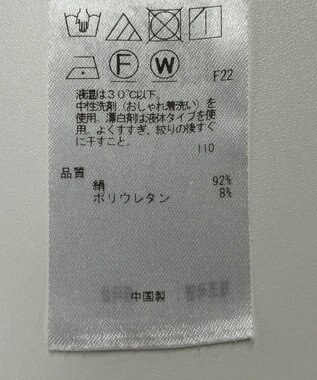 F W
F22
液温は30℃以下。
中性洗剤（おしゃれ着洗い）を
使用。漂白剤は液体タイプを使
用。よくすすぎ、絞りの後すぐ
に干すこと。
110
品質
絹 92%
ポリウレタン 8%
中国製